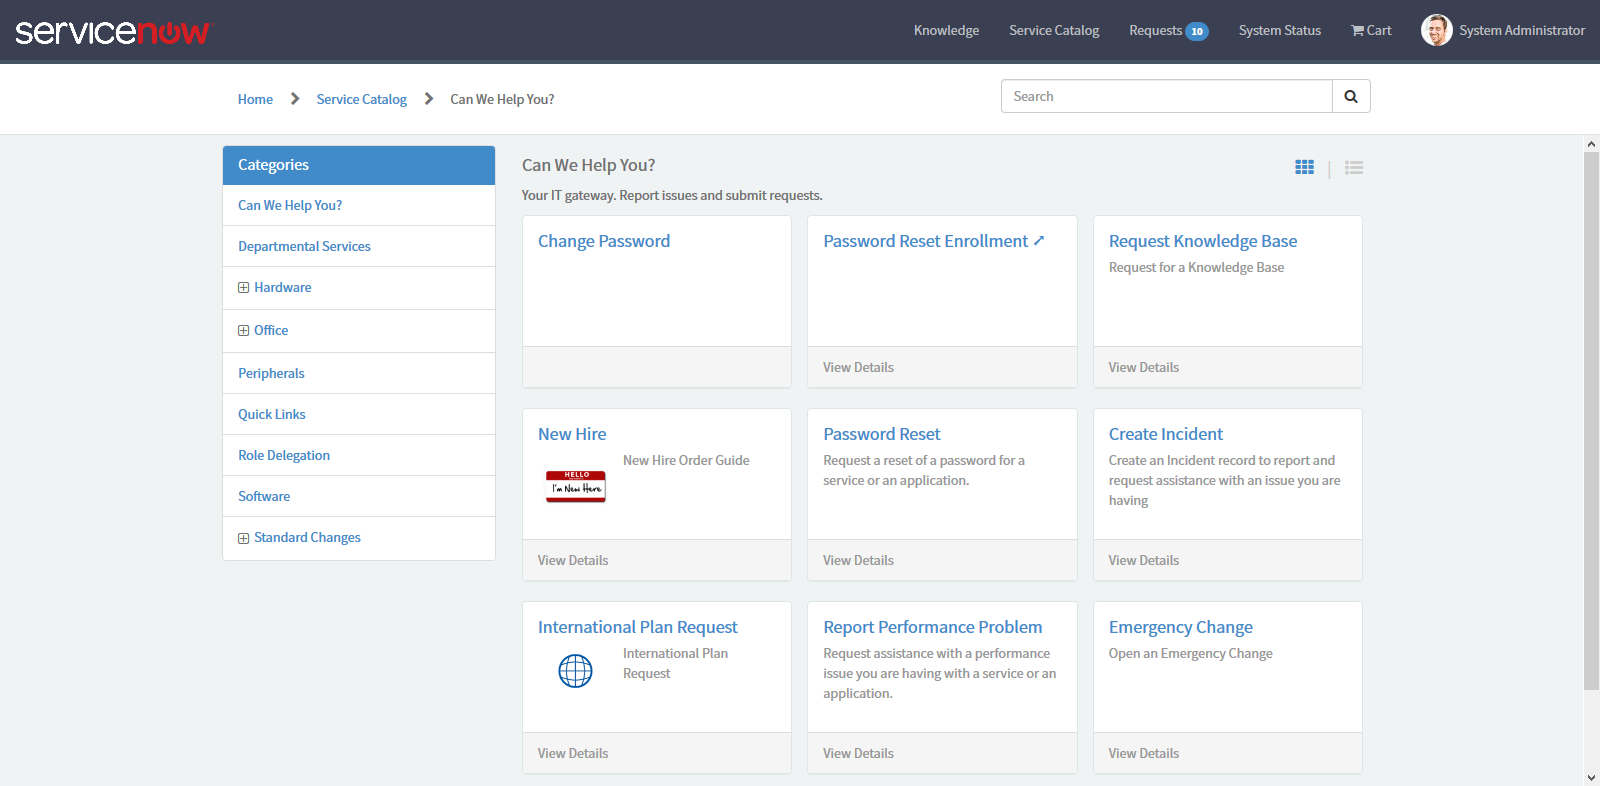 servicenow
Knowledge
Service Catalog
Requests 10
System Status
Cart
System Administrator
Home
Service Catalog
Can We Help You?
Search
Categories
Can We Help You?
Departmental Services
Hardware
Office
Peripherals
Quick Links
Role Delegation
Software
Standard Changes
Can We Help You?
Your IT gateway. Report issues and submit requests.
Change Password
Password Reset Enrollment
View Details
Request Knowledge Base
Request for a Knowledge Base
View Details
New Hire
HELLO
I'm New Here
New Hire Order Guide
View Details
Password Reset
Request a reset of a password for a
service or an application.
View Details
Create Incident
Create an Incident record to report and
request assistance with an issue you are
having
View Details
International Plan Request
International Plan
Request
View Details
Report Performance Problem
Request assistance with a performance
issue you are having with a service or an
application.
View Details
Emergency Change
Open an Emergency Change
View Details